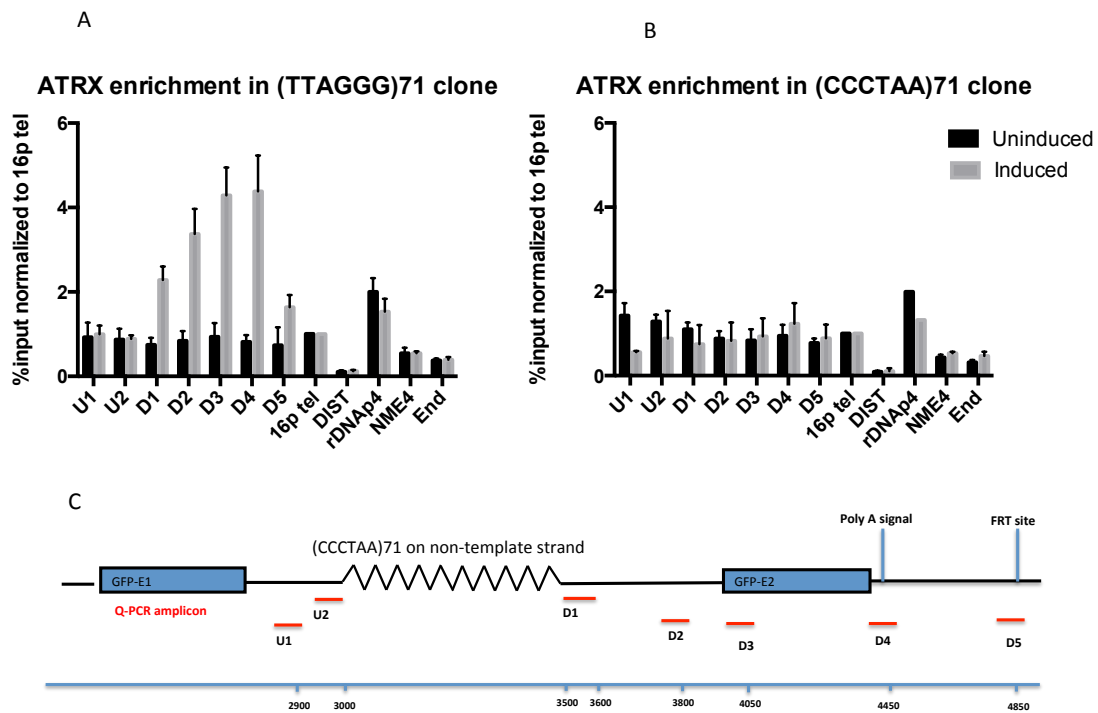 A
B
ATRX enrichment in (TTAGGG)71 clone
ATRX enrichment in (CCCTAA)71 clone
%input normalized to 16p tel
6
4
2
0
U1
U2
D1
D2
D3
D4
D5
16p tel
DIST
rDNAp4
NME4
End
%input normalized to 16p tel
6
4
2
0
U1
U2
D1
D2
D3
D4
D5
16p tel
DIST
rDNAp4
NME4
End
Uninduced
Induced
C
Poly A signal
FRT site
(CCCTAA)71 on non-template strand
GFP-E1
GFP-E2
Q-PCR amplicon
U1
U2
D1
D2
D3
D4
D5
2900
3000
3500
3600
3800
4050
4450
4850